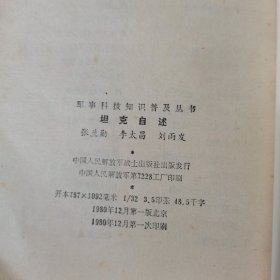 军事科技知识普及丛书
坦克自述
张兰勤 李太昌 刘雨发
中国人民解放军战士出版社出版发行
中国人民解放军第7228工厂印刷
开本787×1092毫米 1/32 3.5印张 48.5千字
1980年12月第一版北京
1980年12月第一次印刷